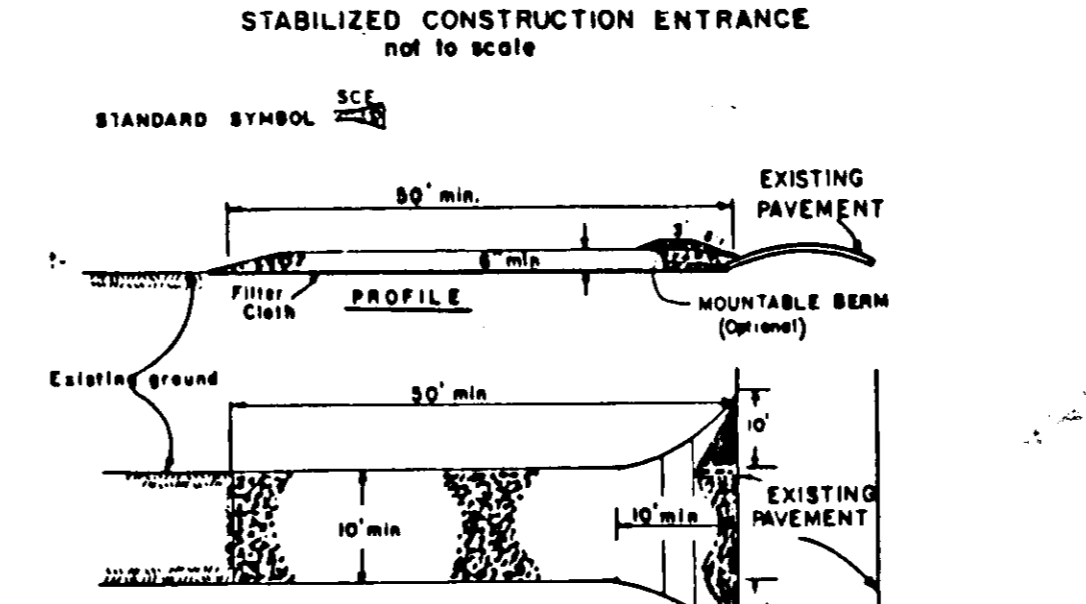 STABILIZED CONSTRUCTION ENTRANCE
not to scale
STANDARD SYMBOL SCE
50' min.
EXISTING
PAVEMENT
6" min
Filter
Cloth
PROFILE
MOUNTABLE BERM
(Optional)
Existing ground
50' min
10'
10' min
10' min
EXISTING
PAVEMENT